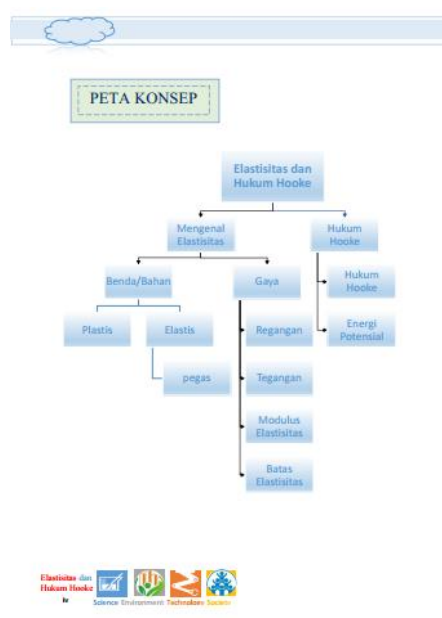 PETA KONSEP
Elastisitas dan
Hukum Hooke
Mengenal
Elastisitas
Hukum
Hooke
Benda/Bahan
Gaya
Hukum
Hooke
Plastis
Elastis
Regangan
Energi
Potensial
pegas
Tegangan
Modulus
Elastisitas
Batas
Elastisitas
Elastisitas dan
Hukum Hooke
iv
Science Environment Technology Society